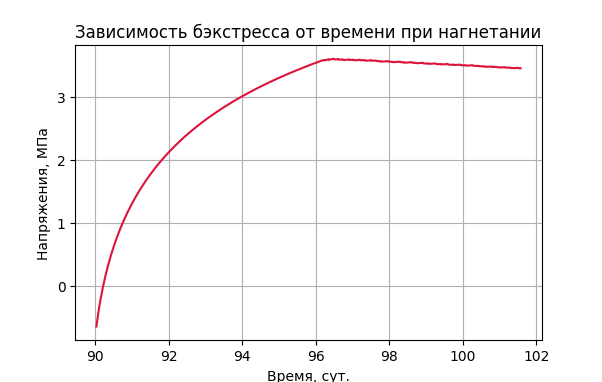 Зависимость бэкстресса от времени при нагнетании
Напряжения, МПа
3
2
1
0
90 92 94 96 98 100 102
Время, сут.